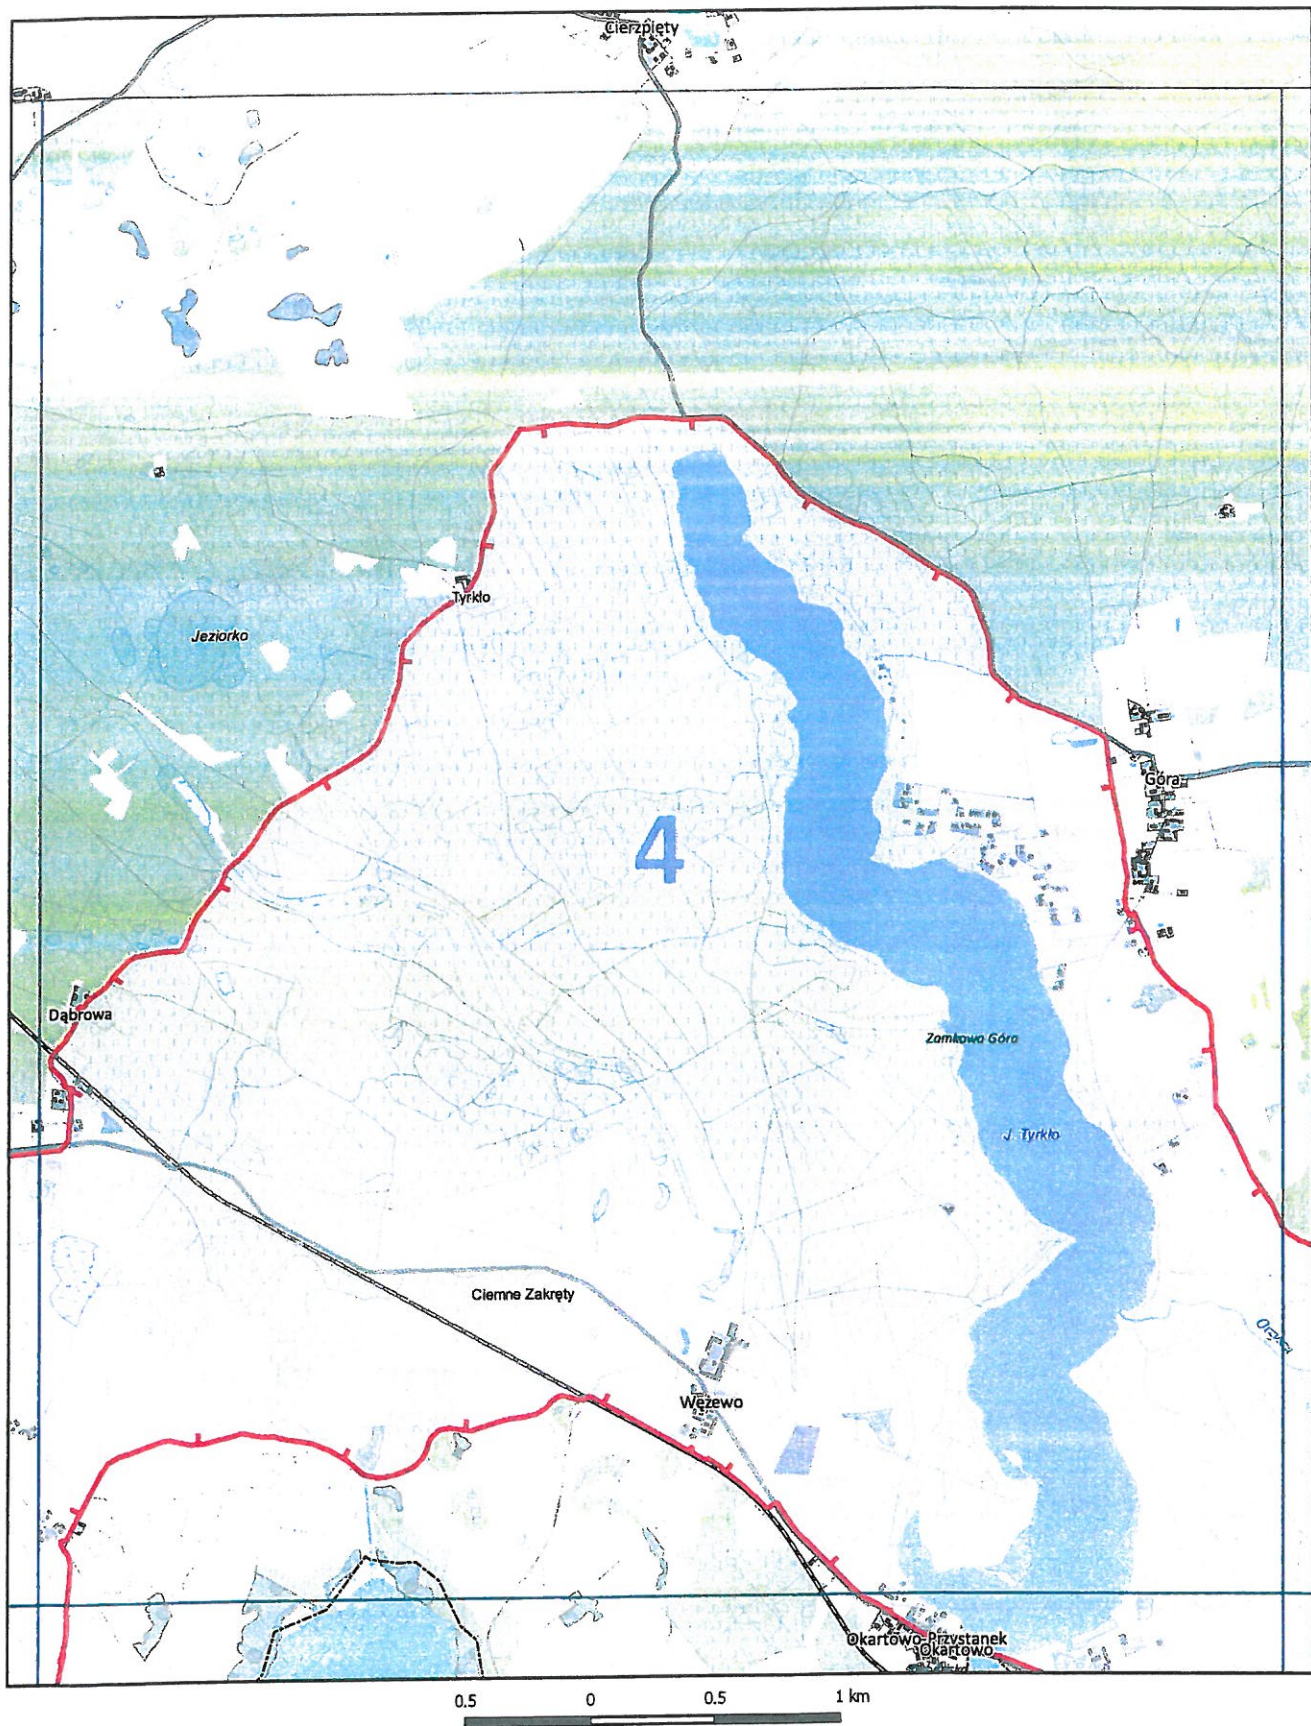 Cierzpięty
Tyrkło
Jeziorko
Góra
4
Dąbrowa
Zamkowa Góra
J. Tyrkło
Ciemne Zakręty
Wężewo
Okartowo-Przystanek
Okartowo
0.5 0 0.5 1 km